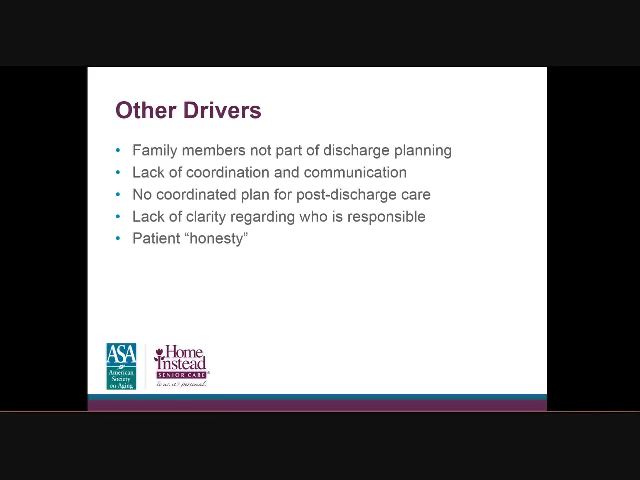 Other Drivers
• Family members not part of discharge planning
• Lack of coordination and communication
• No coordinated plan for post-discharge care
• Lack of clarity regarding who is responsible
• Patient “honesty”
ASA
American
Society
on Aging
Home
Instead
SENIOR CARE
to us, it's personal.